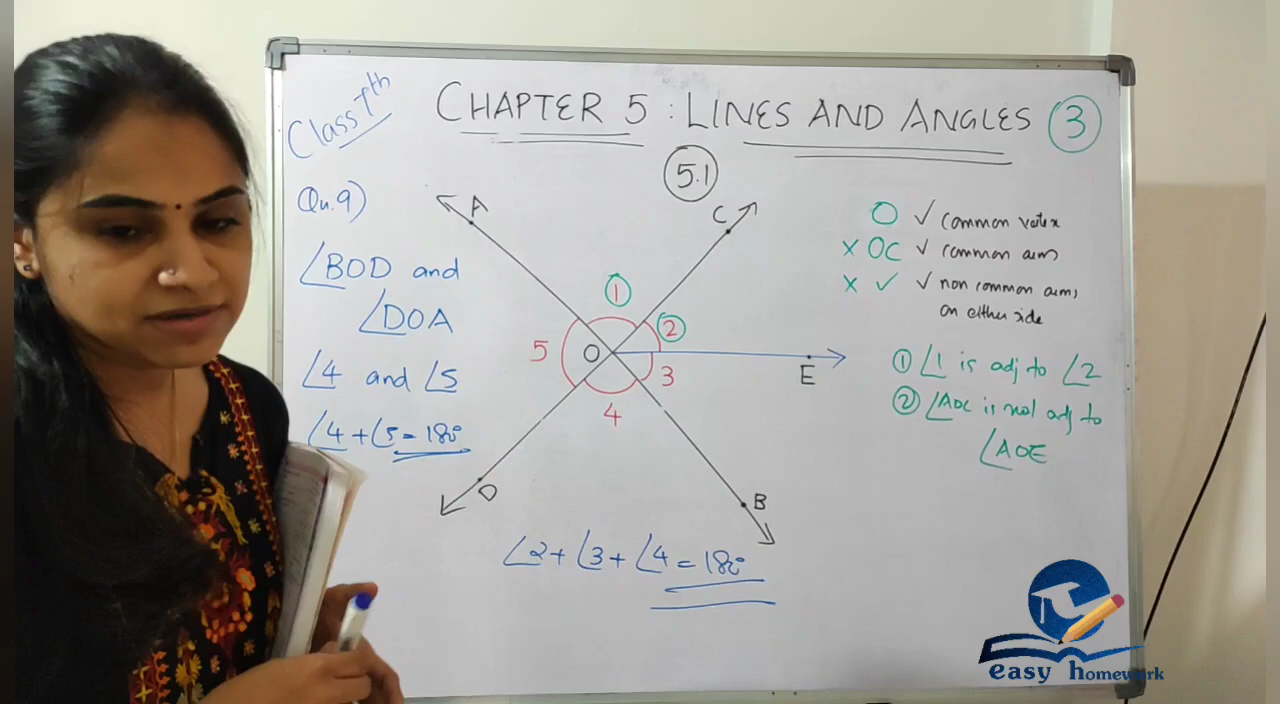 Class 7th
CHAPTER 5 : LINES AND ANGLES 3
5.1
Qn. 9)
∠BOD and
∠DOA
∠4 and ∠5
∠4 + ∠5 = 180°
A
C
1
2
5
O
3
E
4
D
B
∠2 + ∠3 + ∠4 = 180°
O ✓ common vertex
× OC ✓ common arm
× ✓ ✓ non common arms
on either side
① ∠1 is adj to ∠2
② ∠AOC is not adj to
∠AOE
easy homework